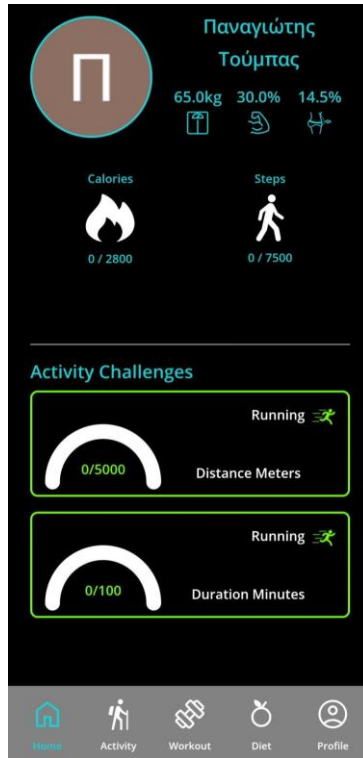 Π
Παναγιώτης
Τούμπας
65.0kg 30.0% 14.5%
Calories Steps
0 / 2800 0 / 7500
Activity Challenges
Running
0/5000 Distance Meters
Running
0/100 Duration Minutes
Home Activity Workout Diet Profile